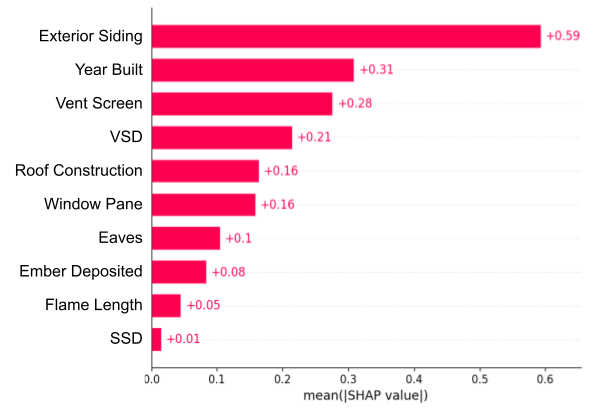 Exterior Siding +0.59
Year Built +0.31
Vent Screen +0.28
VSD +0.21
Roof Construction +0.16
Window Pane +0.16
Eaves +0.1
Ember Deposited +0.08
Flame Length +0.05
SSD +0.01
0.0 0.1 0.2 0.3 0.4 0.5 0.6
mean(|SHAP value|)